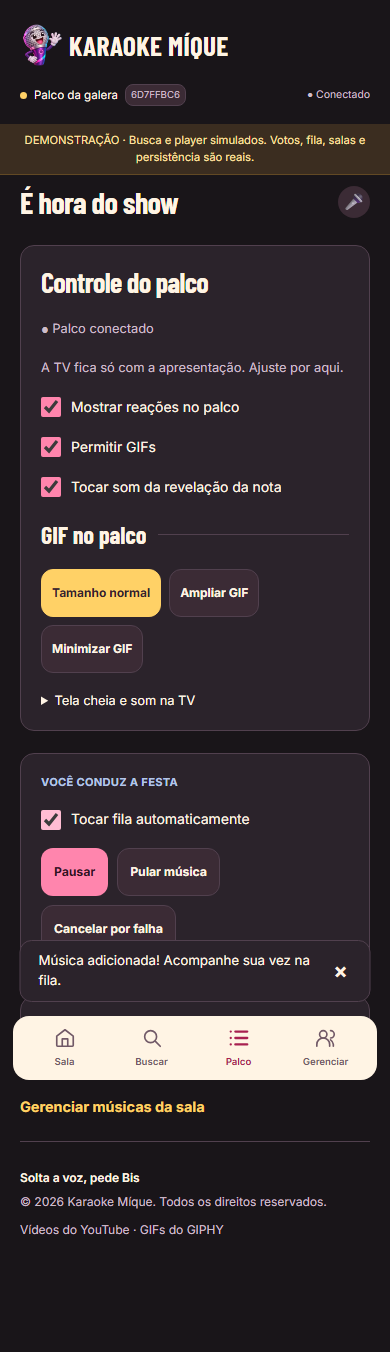 KARAOKE MÍQUE
Palco da galera 6D7FFBC6 ● Conectado
DEMONSTRAÇÃO · Busca e player simulados. Votos, fila, salas e
persistência são reais.
É hora do show
Controle do palco
● Palco conectado
A TV fica só com a apresentação. Ajuste por aqui.
Mostrar reações no palco
Permitir GIFs
Tocar som da revelação da nota
GIF no palco
Tamanho normal Ampliar GIF
Minimizar GIF
▶ Tela cheia e som na TV
VOCÊ CONDUZ A FESTA
Tocar fila automaticamente
Pausar Pular música
Cancelar por falha
Música adicionada! Acompanhe sua vez na
fila. ×
Sala Buscar Palco Gerenciar
Gerenciar músicas da sala
Solta a voz, pede Bis
© 2026 Karaoke Míque. Todos os direitos reservados.
Vídeos do YouTube · GIFs do GIPHY